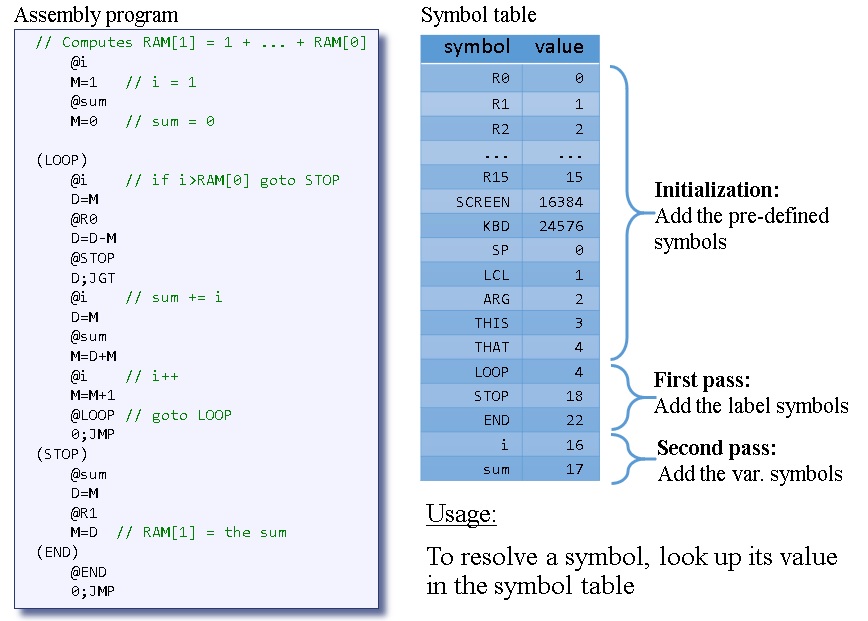 Assembly program
// Computes RAM[1] = 1 + ... + RAM[0]
@i
M=1 // i = 1
@sum
M=0 // sum = 0
(LOOP)
@i // if i>RAM[0] goto STOP
D=M
@R0
D=D-M
@STOP
D;JGT
@i // sum += i
D=M
@sum
M=D+M
@i // i++
M=M+1
@LOOP // goto LOOP
0;JMP
(STOP)
@sum
D=M
@R1
M=D // RAM[1] = the sum
(END)
@END
0;JMP
Symbol table
symbol value
R0 0
R1 1
R2 2
... ...
R15 15
SCREEN 16384
KBD 24576
SP 0
LCL 1
ARG 2
THIS 3
THAT 4
LOOP 4
STOP 18
END 22
i 16
sum 17
Initialization:
Add the pre-defined
symbols
First pass:
Add the label symbols
Second pass:
Add the var. symbols
Usage:
To resolve a symbol, look up its value
in the symbol table